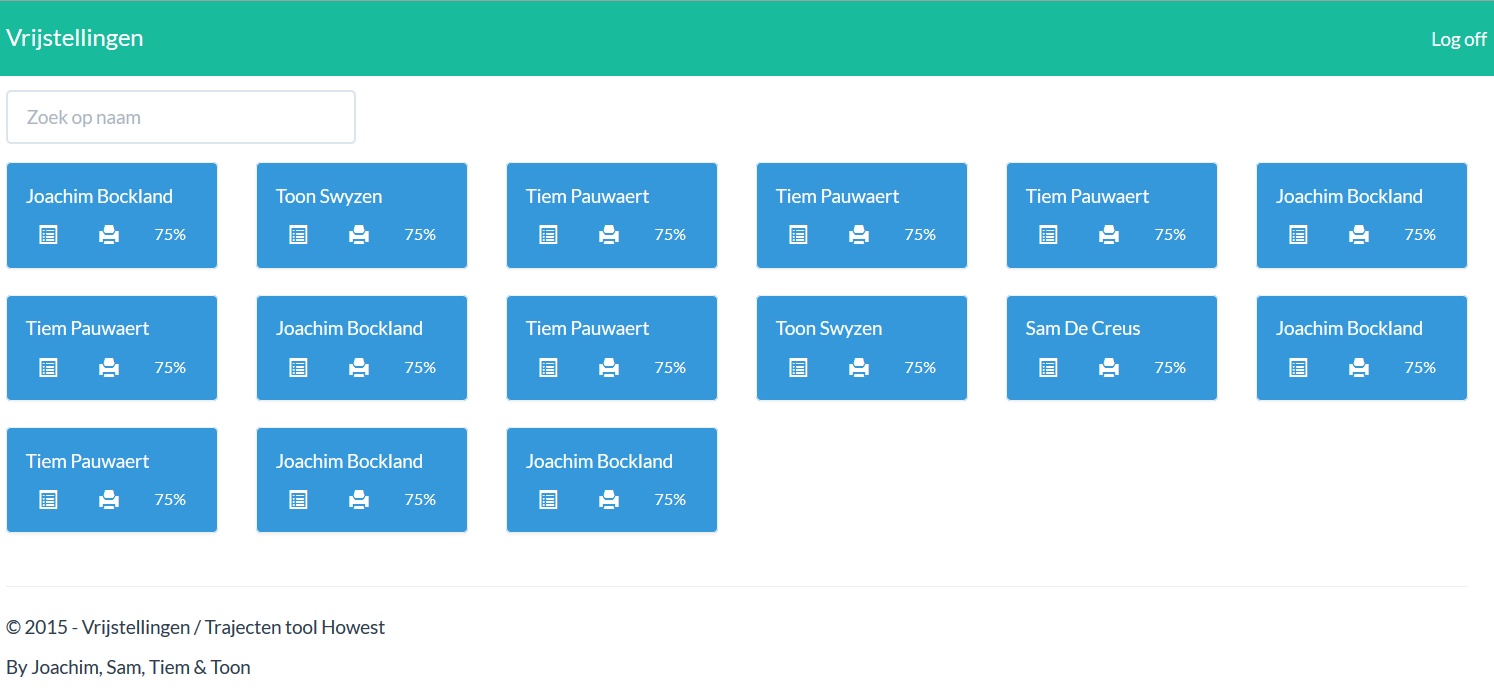 Vrijstellingen Log off
Zoek op naam
Joachim Bockland Toon Swyzen Tiem Pauwaert Tiem Pauwaert Tiem Pauwaert Joachim Bockland
75% 75% 75% 75% 75% 75%
Tiem Pauwaert Joachim Bockland Tiem Pauwaert Toon Swyzen Sam De Creus Joachim Bockland
75% 75% 75% 75% 75% 75%
Tiem Pauwaert Joachim Bockland Joachim Bockland
75% 75% 75%
© 2015 - Vrijstellingen / Trajecten tool Howest
By Joachim, Sam, Tiem & Toon